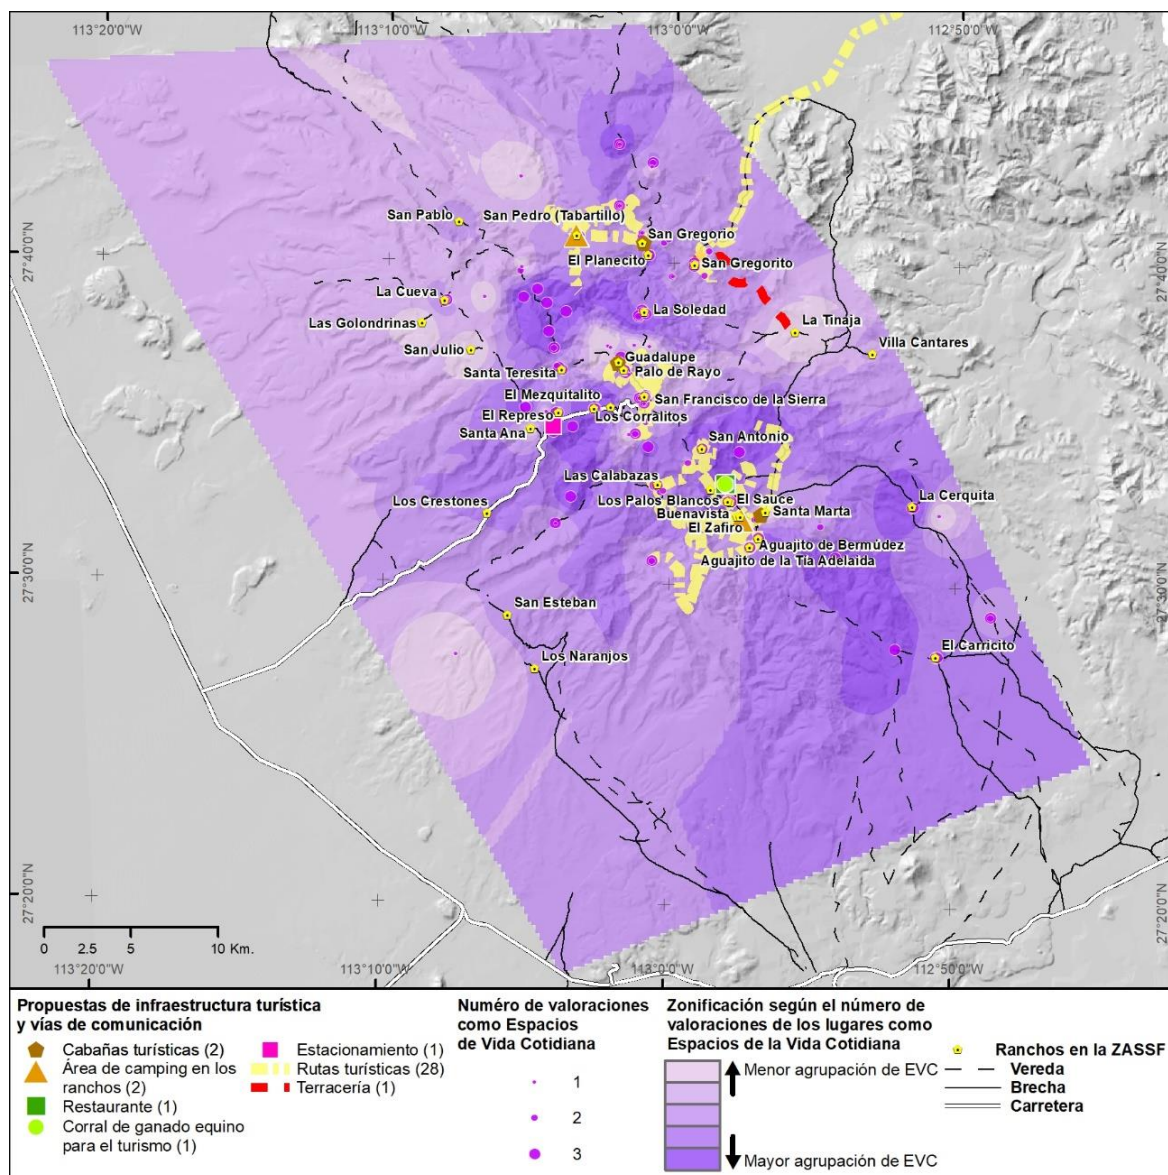 113°20'0"W
113°10'0"W
113°0'0"W
112°50'0"W
27°40'0"N
27°40'0"N
27°30'0"N
27°30'0"N
27°20'0"N
27°20'0"N
San Pablo
San Pedro (Tabartillo)
San Gregorio
El Planecito
San Gregorito
La Cueva
La Soledad
Las Golondrinas
La Tinaja
San Julio
Villa Cantares
Guadalupe
Santa Teresita
Palo de Rayo
El Mezquitalito
San Francisco de la Sierra
El Represo
Los Corralitos
Santa Ana
San Antonio
Las Calabazas
Los Crestones
Los Palos Blancos
El Sauce
La Cerquita
Buenavista
Santa Marta
El Zafiro
Aguajito de Bermúdez
Aguajito de la Tía Adelaida
San Esteban
Los Naranjos
El Carricito
0 2.5 5 10 Km.
113°20'0"W
113°10'0"W
113°0'0"W
112°50'0"W
Propuestas de infraestructura turística
y vías de comunicación
Cabañas turísticas (2)
Área de camping en los
ranchos (2)
Restaurante (1)
Corral de ganado equino
para el turismo (1)
Estacionamiento (1)
Rutas turísticas (28)
Terracería (1)
Numéro de valoraciones
como Espacios
de Vida Cotidiana
1
2
3
Zonificación según el número de
valoraciones de los lugares como
Espacios de la Vida Cotidiana
Menor agrupación de EVC
Mayor agrupación de EVC
Ranchos en la ZASSF
Vereda
Brecha
Carretera